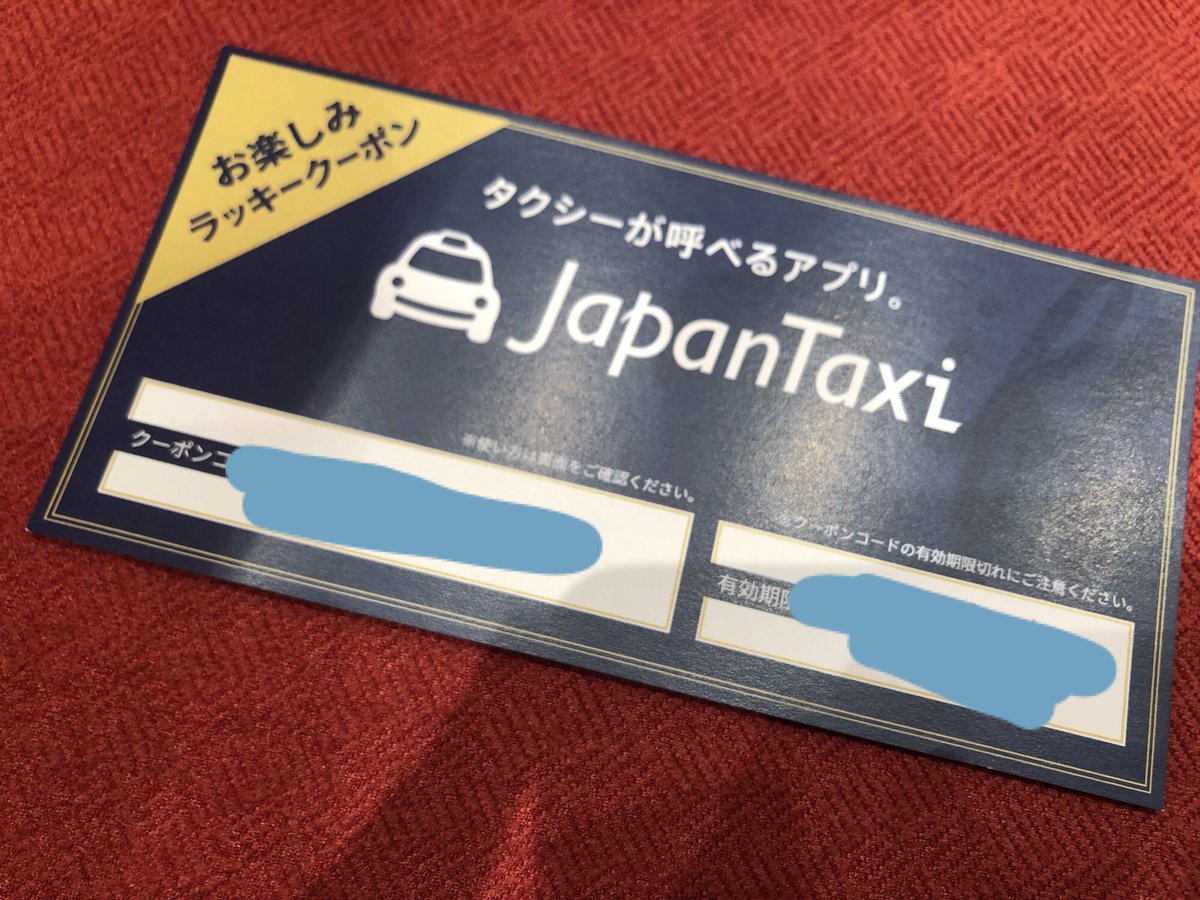 お楽しみ
ラッキークーポン
タクシーが呼べるアプリ。
JapanTaxi
※使い方は裏面をご確認ください。
クーポンコ
※クーポンコードの有効期限切れにご注意ください。
有効期限